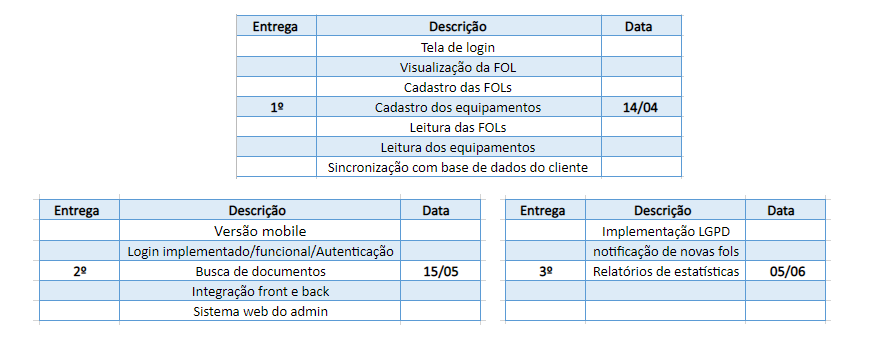 Entrega Descrição Data
Tela de login
Visualização da FOL
Cadastro das FOLs
1º Cadastro dos equipamentos 14/04
Leitura das FOLs
Leitura dos equipamentos
Sincronização com base de dados do cliente
Entrega Descrição Data
Versão mobile
Login implementado/funcional/Autenticação
2º Busca de documentos 15/05
Integração front e back
Sistema web do admin
Entrega Descrição Data
Implementação LGPD
notificação de novas fols
3º Relatórios de estatísticas 05/06